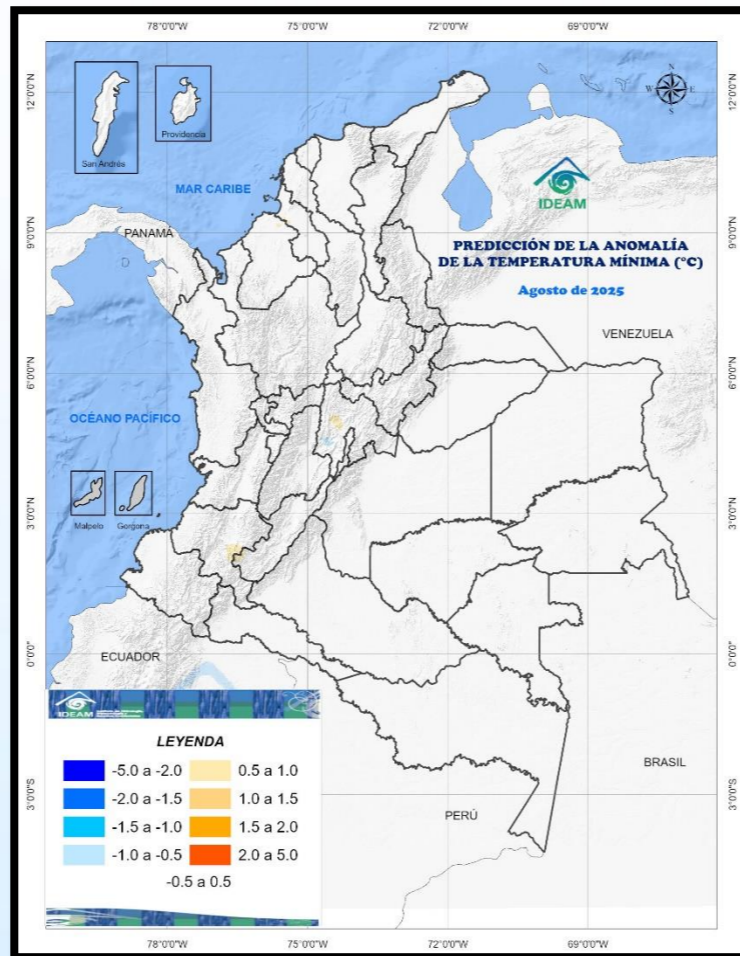 78°0'0"W
75°0'0"W
72°0'0"W
69°0'0"W
12°0'0"N
12°0'0"N
N
W
E
S
San Andrés
Providencia
MAR CARIBE
IDEAM
9°0'0"N
9°0'0"N
PANAMÁ
PREDICCIÓN DE LA ANOMALÍA
DE LA TEMPERATURA MÍNIMA (°C)
Agosto de 2025
VENEZUELA
6°0'0"N
6°0'0"N
OCÉANO PACÍFICO
3°0'0"N
3°0'0"N
Malpelo
Gorgona
0°0'0"
0°0'0"
ECUADOR
IDEAM
LEYENDA
-5.0 a -2.0
0.5 a 1.0
-2.0 a -1.5
1.0 a 1.5
-1.5 a -1.0
1.5 a 2.0
-1.0 a -0.5
2.0 a 5.0
-0.5 a 0.5
BRASIL
PERÚ
3°0'0"S
3°0'0"S
78°0'0"W
75°0'0"W
72°0'0"W
69°0'0"W